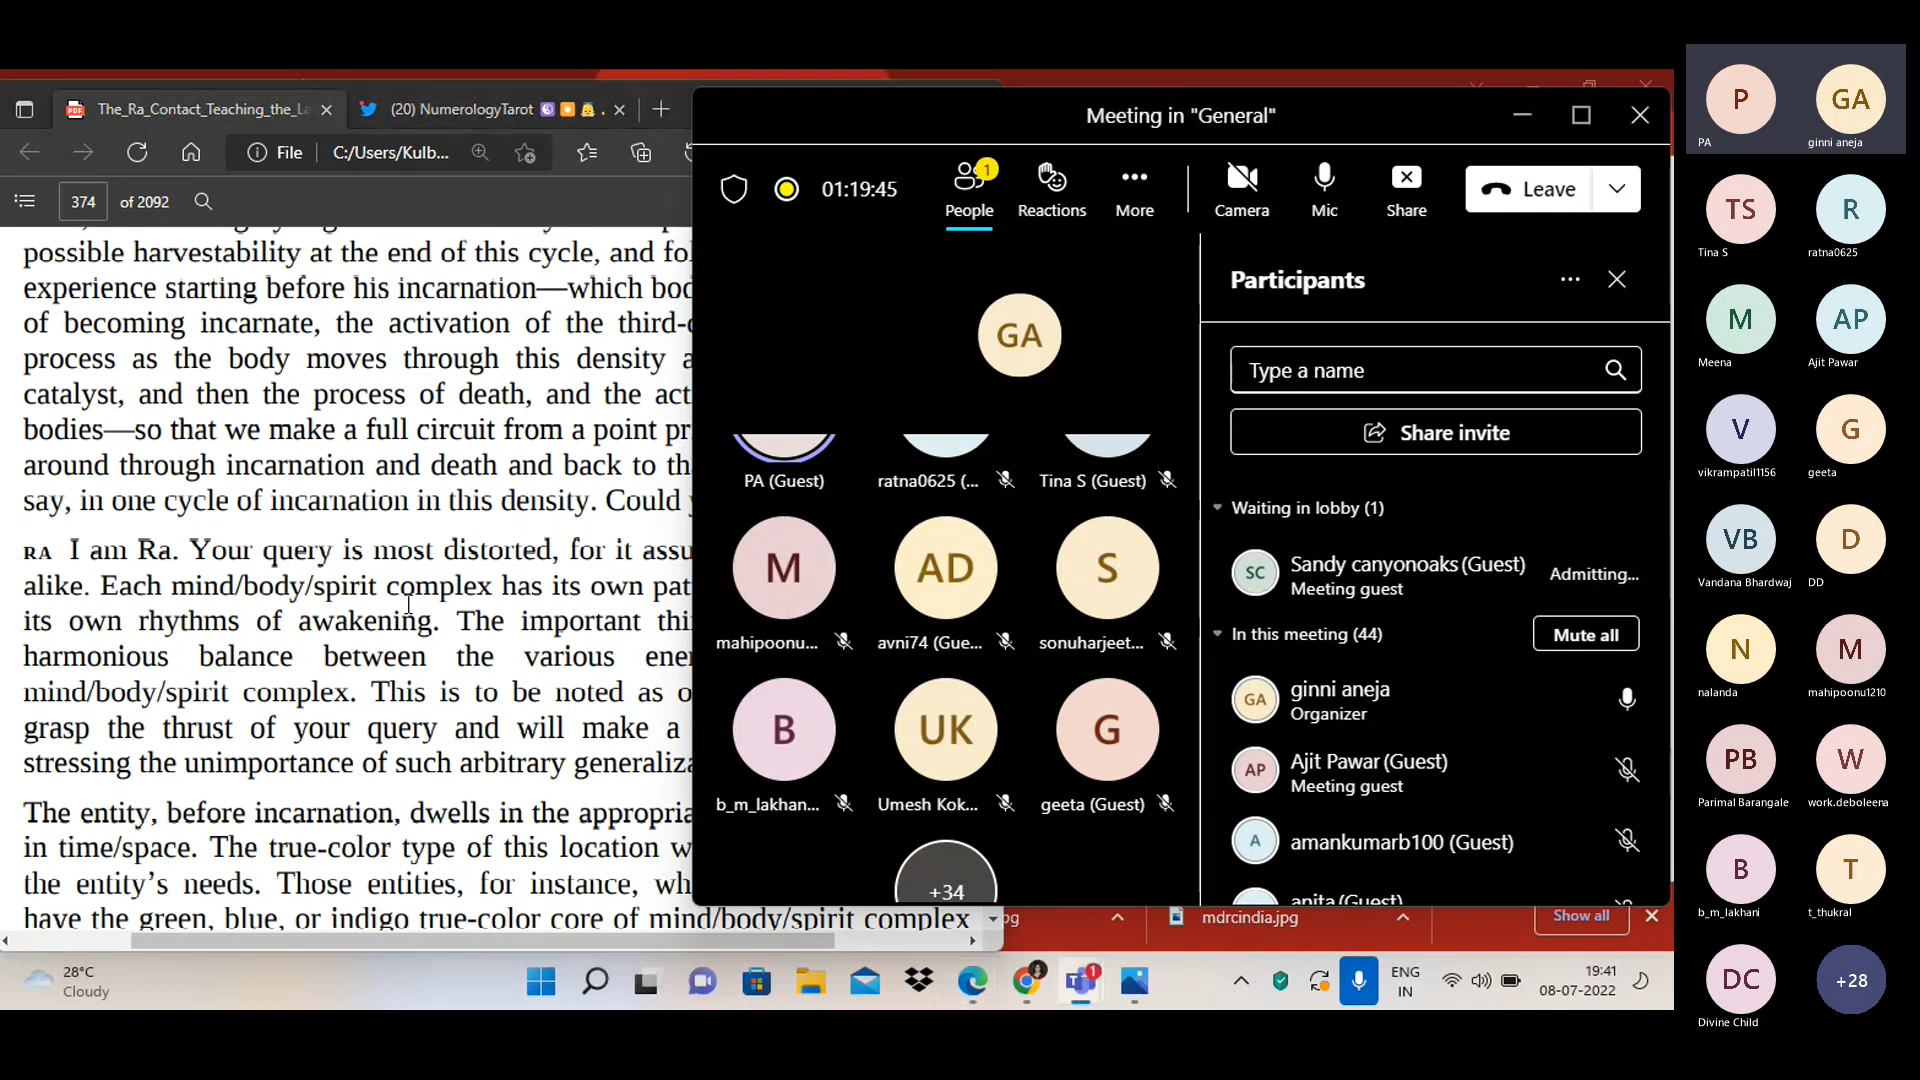 The_Ra_Contact_Teaching_the_La
(20) NumerologyTarot
File
C:/Users/Kulb...
374
of 2092
possible harvestability at the end of this cycle, and fol
experience starting before his incarnation—which bod
of becoming incarnate, the activation of the third-d
process as the body moves through this density a
catalyst, and then the process of death, and the act
bodies—so that we make a full circuit from a point pr
around through incarnation and death and back to tha
say, in one cycle of incarnation in this density. Could y
RA I am Ra. Your query is most distorted, for it assu
alike. Each mind/body/spirit complex has its own pat
its own rhythms of awakening. The important thi
harmonious balance between the various ener
mind/body/spirit complex. This is to be noted as o
grasp the thrust of your query and will make a
stressing the unimportance of such arbitrary generaliza
The entity, before incarnation, dwells in the appropria
in time/space. The true-color type of this location w
the entity's needs. Those entities, for instance, wh
have the green, blue, or indigo true-color core of mind/body/spirit complex
Meeting in "General"
01:19:45
1
People
Reactions
More
Camera
Mic
Share
Leave
GA
PA (Guest)
ratna0625 (...
Tina S (Guest)
M
AD
S
mahipoonu...
avni74 (Gue...
sonuharjeet...
B
UK
G
b_m_lakhan...
Umesh Kok...
geeta (Guest)
+34
Participants
Type a name
Share invite
Waiting in lobby (1)
SC
Sandy canyonoaks (Guest)
Meeting guest
Admitting...
In this meeting (44)
Mute all
GA
ginni aneja
Organizer
AP
Ajit Pawar (Guest)
Meeting guest
A
amankumarb100 (Guest)
anita (Guest)
pg
mdrcindia.jpg
Show all
28°C
Cloudy
1
ENG
IN
19:41
08-07-2022
P
GA
PA
ginni aneja
TS
R
Tina S
ratna0625
M
AP
Meena
Ajit Pawar
V
G
vikrampatil1156
geeta
VB
D
Vandana Bhardwaj
DD
N
M
nalanda
mahipoonu1210
PB
W
Parimal Barangale
work.deboleena
B
T
b_m_lakhani
t_thukral
DC
+28
Divine Child